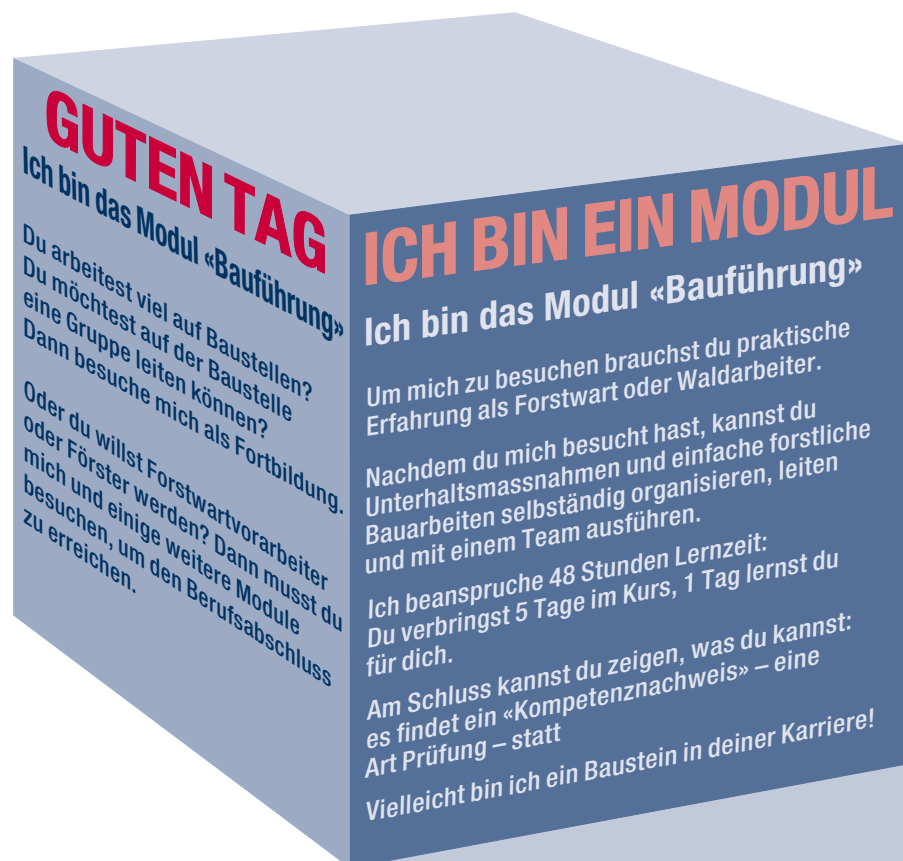 GUTEN TAG
Ich bin das Modul «Bauführung»
Du arbeitest viel auf Baustellen?
Du möchtest auf der Baustelle
eine Gruppe leiten können?
Dann besuche mich als Fortbildung.
Oder du willst Forstwartvorarbeiter
oder Förster werden? Dann musst du
mich und einige weitere Module
besuchen, um den Berufsabschluss
zu erreichen.
ICH BIN EIN MODUL
Ich bin das Modul «Bauführung»
Um mich zu besuchen brauchst du praktische
Erfahrung als Forstwart oder Waldarbeiter.
Nachdem du mich besucht hast, kannst du
Unterhaltsmassnahmen und einfache forstliche
Bauarbeiten selbständig organisieren, leiten
und mit einem Team ausführen.
Ich beanspruche 48 Stunden Lernzeit:
Du verbringst 5 Tage im Kurs, 1 Tag lernst du
für dich.
Am Schluss kannst du zeigen, was du kannst:
es findet ein «Kompetenznachweis» – eine
Art Prüfung – statt
Vielleicht bin ich ein Baustein in deiner Karriere!